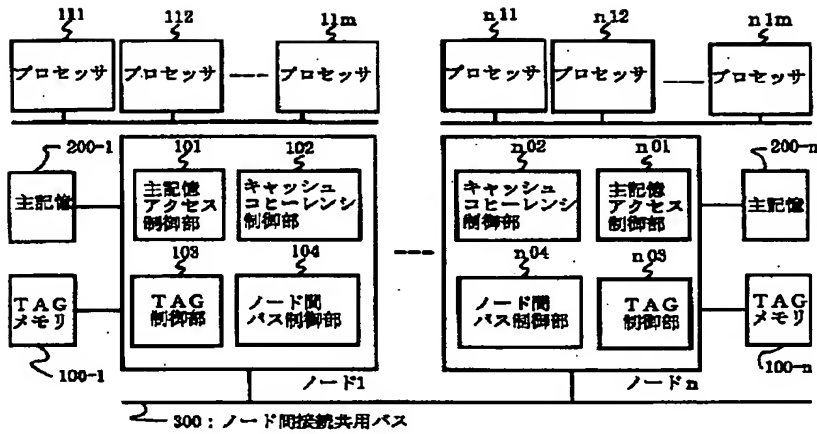 111 112 11m n11 n12 n1m
プロセッサ プロセッサ プロセッサ プロセッサ プロセッサ プロセッサ
200-1 101 102 n02 n01 200-n
主記憶
主記憶
アクセス
制御部
キャッシュ
コヒーレンシ
制御部
キャッシュ
コヒーレンシ
制御部
主記憶
アクセス
制御部
主記憶
103 104 n04 n03
TAG
メモリ
TAG
制御部
ノード間
バス制御部
ノード間
バス制御部
TAG
制御部
TAG
メモリ
100-1 ノード1 ノードn 100-n
300:ノード間接続共用バス